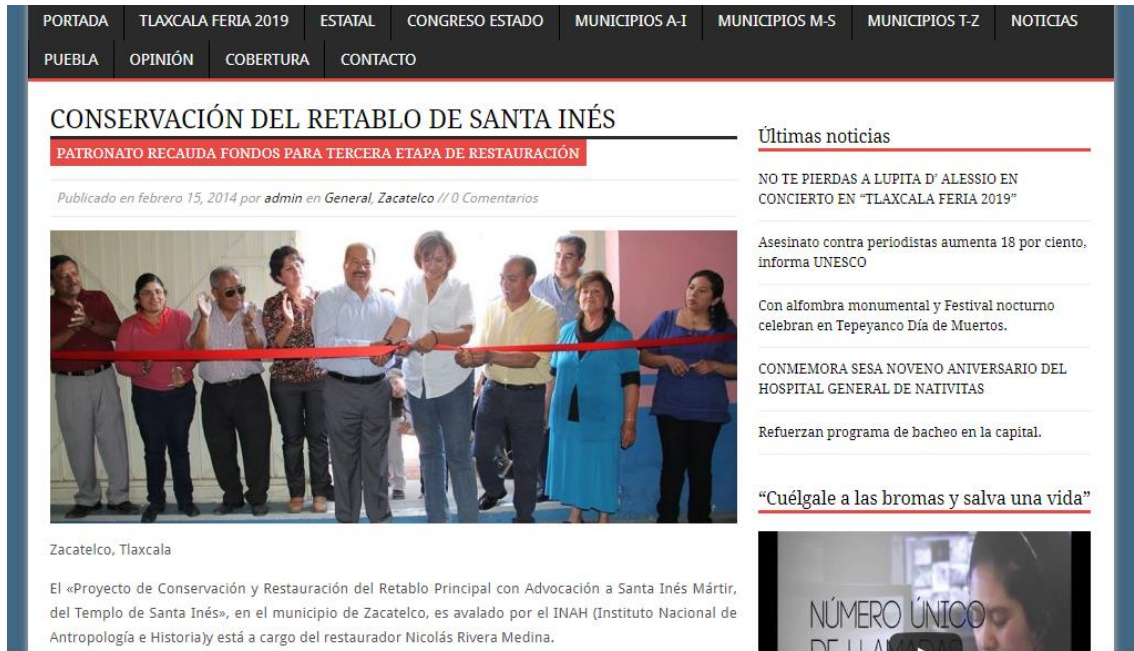 PORTADA TLAXCALA FERIA 2019 ESTATAL CONGRESO ESTADO MUNICIPIOS A-I MUNICIPIOS M-S MUNICIPIOS T-Z NOTICIAS
PUEBLA OPINIÓN COBERTURA CONTACTO
CONSERVACIÓN DEL RETABLO DE SANTA INÉS
PATRONATO RECAUDA FONDOS PARA TERCERA ETAPA DE RESTAURACIÓN
Publicado en febrero 15, 2014 por admin en General, Zacatelco // 0 Comentarios
Zacatelco, Tlaxcala
El «Proyecto de Conservación y Restauración del Retablo Principal con Advocación a Santa Inés Mártir,
del Templo de Santa Inés», en el municipio de Zacatelco, es avalado por el INAH (Instituto Nacional de
Antropología e Historia)y está a cargo del restaurador Nicolás Rivera Medina.
Últimas noticias
NO TE PIERDAS A LUPITA D’ ALESSIO EN
CONCIERTO EN “TLAXCALA FERIA 2019”
Asesinato contra periodistas aumenta 18 por ciento,
informa UNESCO
Con alfombra monumental y Festival nocturno
celebran en Tepeyanco Día de Muertos.
CONMEMORA SESA NOVENO ANIVERSARIO DEL
HOSPITAL GENERAL DE NATIVITAS
Refuerzan programa de bacheo en la capital.
“Cuélgale a las bromas y salva una vida”
NÚMERO ÚNICO
DE LLAMADAS